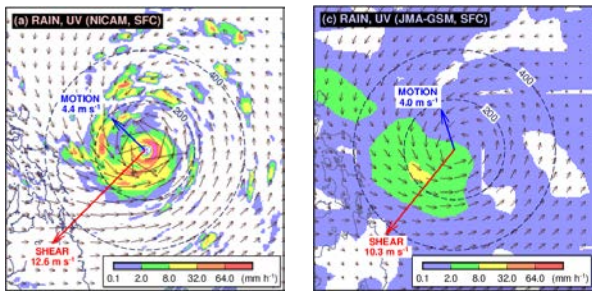 (a) RAIN, UV (NICAM, SFC)
400
200
MOTION
4.4 m s⁻¹
SHEAR
12.6 m s⁻¹
0.1 2.0 8.0 32.0 64.0 (mm h⁻¹)
(c) RAIN, UV (JMA-GSM, SFC)
400
200
MOTION
4.0 m s⁻¹
SHEAR
10.3 m s⁻¹
0.1 2.0 8.0 32.0 64.0 (mm h⁻¹)